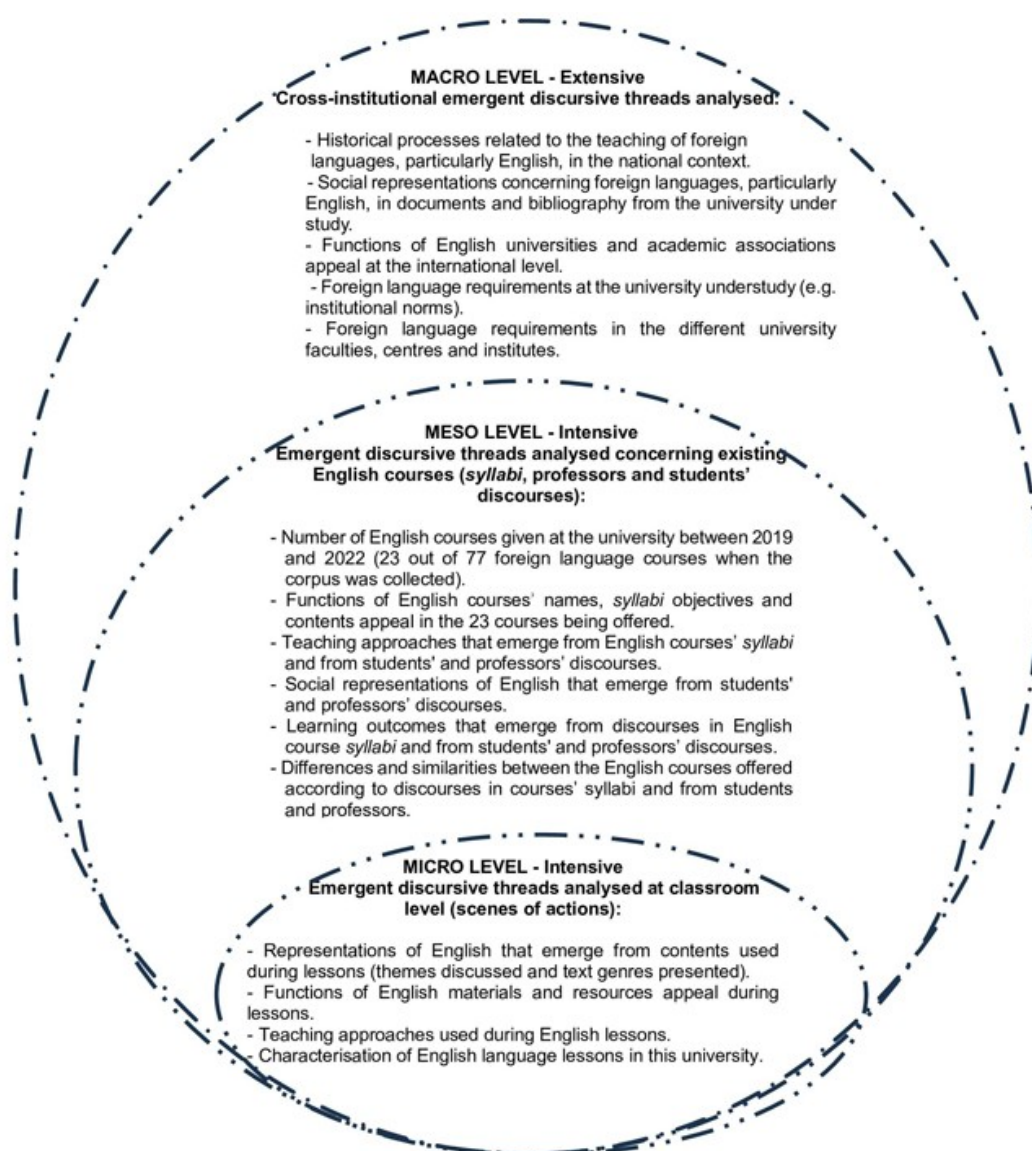 MACRO LEVEL - Extensive
Cross-institutional emergent discursive threads analysed:
- Historical processes related to the teaching of foreign
languages, particularly English, in the national context.
- Social representations concerning foreign languages, particularly
English, in documents and bibliography from the university under
study.
- Functions of English universities and academic associations
appeal at the international level.
- Foreign language requirements at the university understudy (e.g.
institutional norms).
- Foreign language requirements in the different university
faculties, centres and institutes.
MESO LEVEL - Intensive
Emergent discursive threads analysed concerning existing
English courses (syllabi, professors and students’
discourses):
- Number of English courses given at the university between 2019
and 2022 (23 out of 77 foreign language courses when the
corpus was collected).
- Functions of English courses’ names, syllabi objectives and
contents appeal in the 23 courses being offered.
- Teaching approaches that emerge from English courses’ syllabi
and from students' and professors’ discourses.
- Social representations of English that emerge from students'
and professors’ discourses.
- Learning outcomes that emerge from discourses in English
course syllabi and from students' and professors’ discourses.
- Differences and similarities between the English courses offered
according to discourses in courses’ syllabi and from students
and professors.
MICRO LEVEL - Intensive
Emergent discursive threads analysed at classroom
level (scenes of actions):
- Representations of English that emerge from contents used
during lessons (themes discussed and text genres presented).
- Functions of English materials and resources appeal during
lessons.
- Teaching approaches used during English lessons.
- Characterisation of English language lessons in this university.